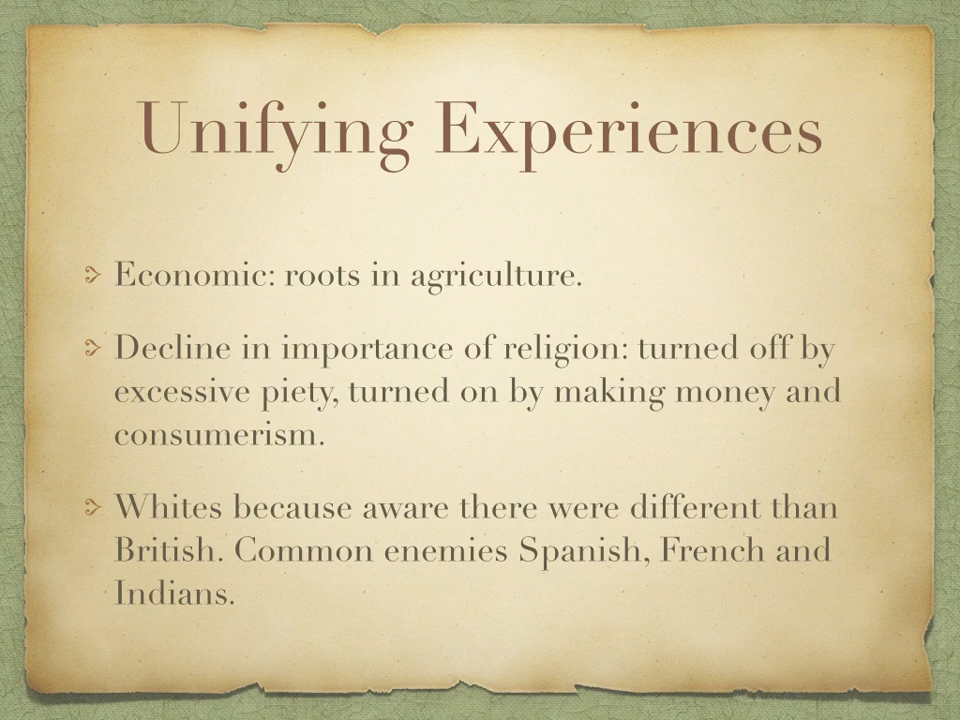 Unifying Experiences
Economic: roots in agriculture.
Decline in importance of religion: turned off by
excessive piety, turned on by making money and
consumerism.
Whites because aware there were different than
British. Common enemies Spanish, French and
Indians.